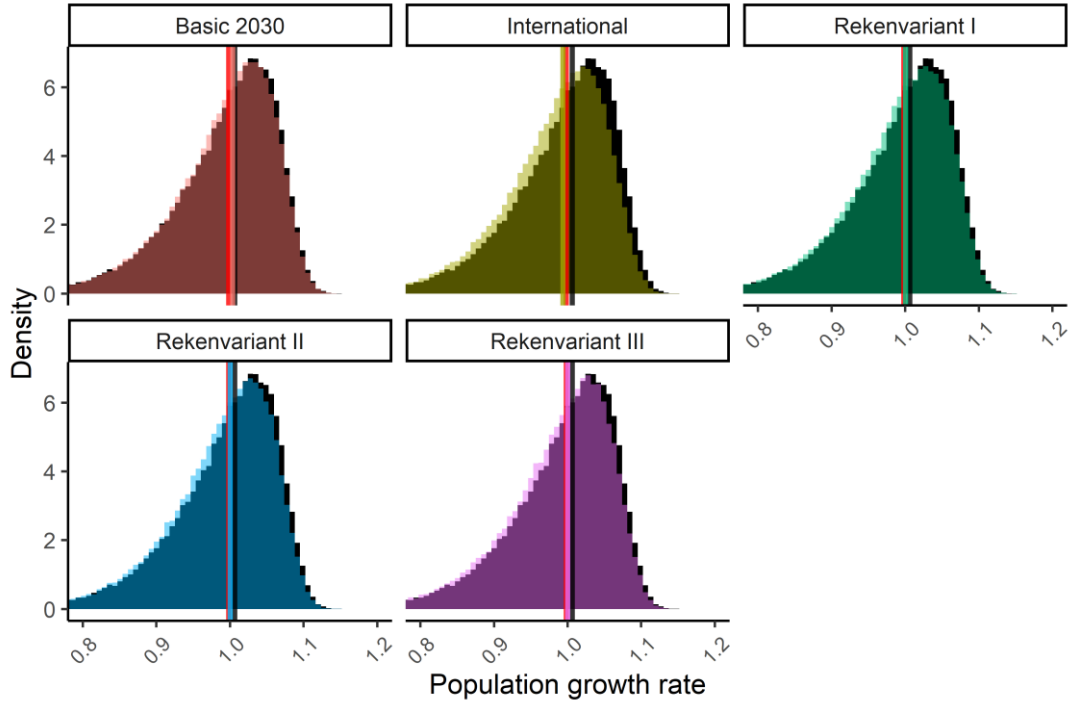 Basic 2030
International
Rekenvariant I
6
4
2
0
0.8 0.9 1.0 1.1 1.2
Rekenvariant II
Rekenvariant III
6
4
2
0
0.8 0.9 1.0 1.1 1.2
0.8 0.9 1.0 1.1 1.2
Density
Population growth rate